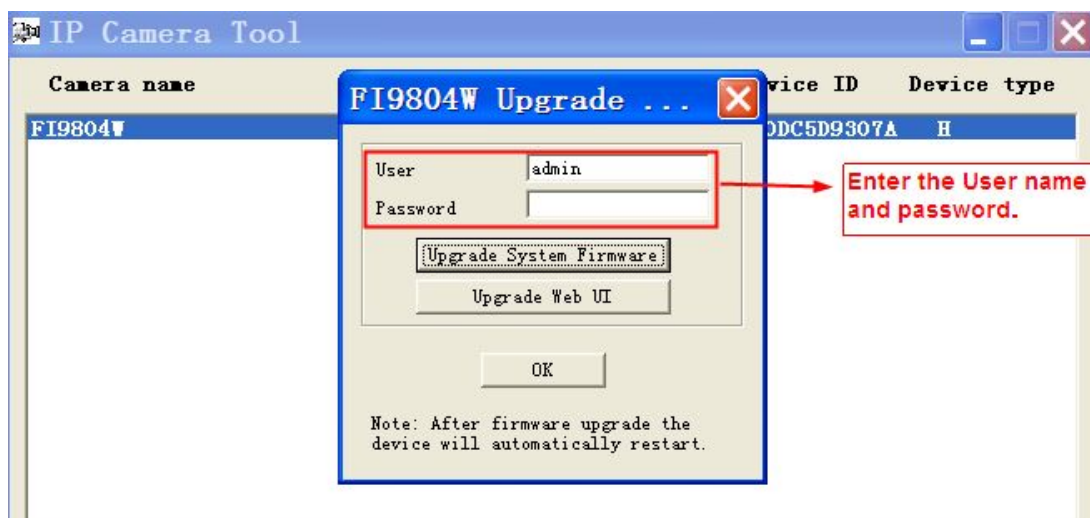 IP Camera Tool
Camera name
vice ID
Device type
FI9804W
DC5D9307A
H
FI9804W Upgrade ...
User
admin
Password
Enter the User name
and password.
Upgrade System Firmware
Upgrade Web UI
OK
Note: After firmware upgrade the
device will automatically restart.